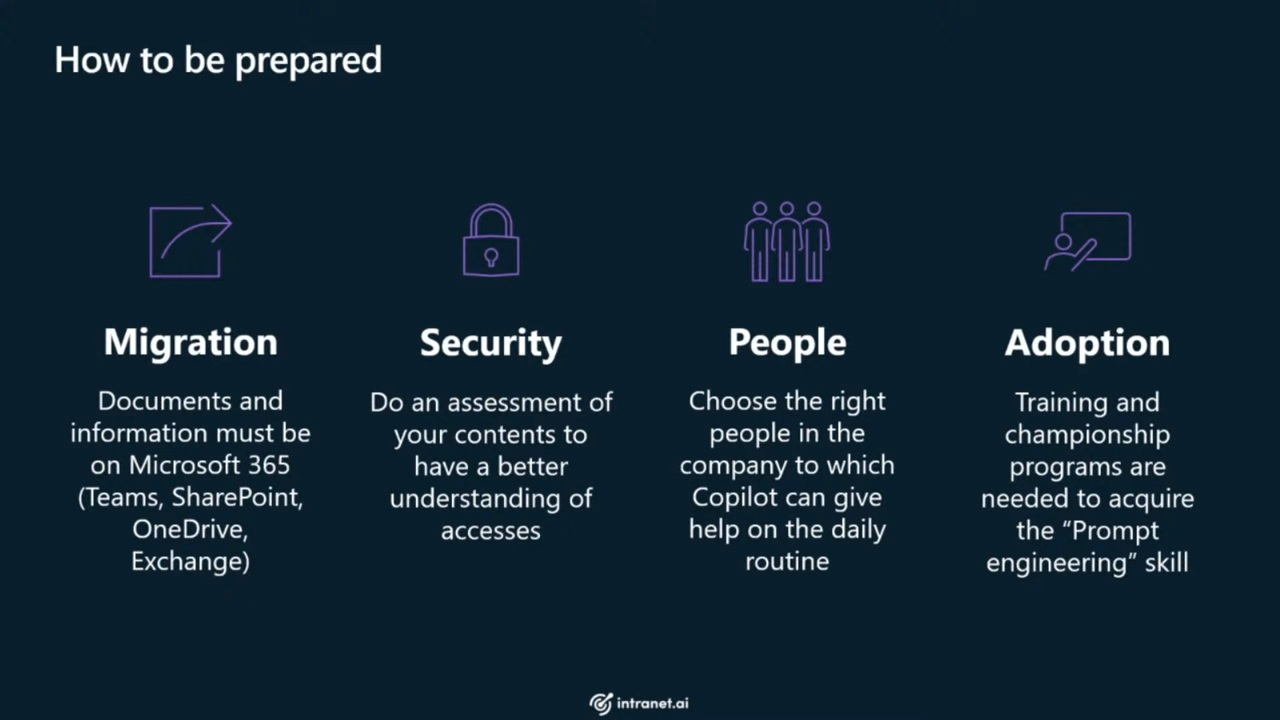 How to be prepared
Migration
Documents and
information must be
on Microsoft 365
(Teams, SharePoint,
OneDrive,
Exchange)
Security
Do an assessment of
your contents to
have a better
understanding of
accesses
People
Choose the right
people in the
company to which
Copilot can give
help on the daily
routine
Adoption
Training and
championship
programs are
needed to acquire
the “Prompt
engineering” skill
intranet.ai